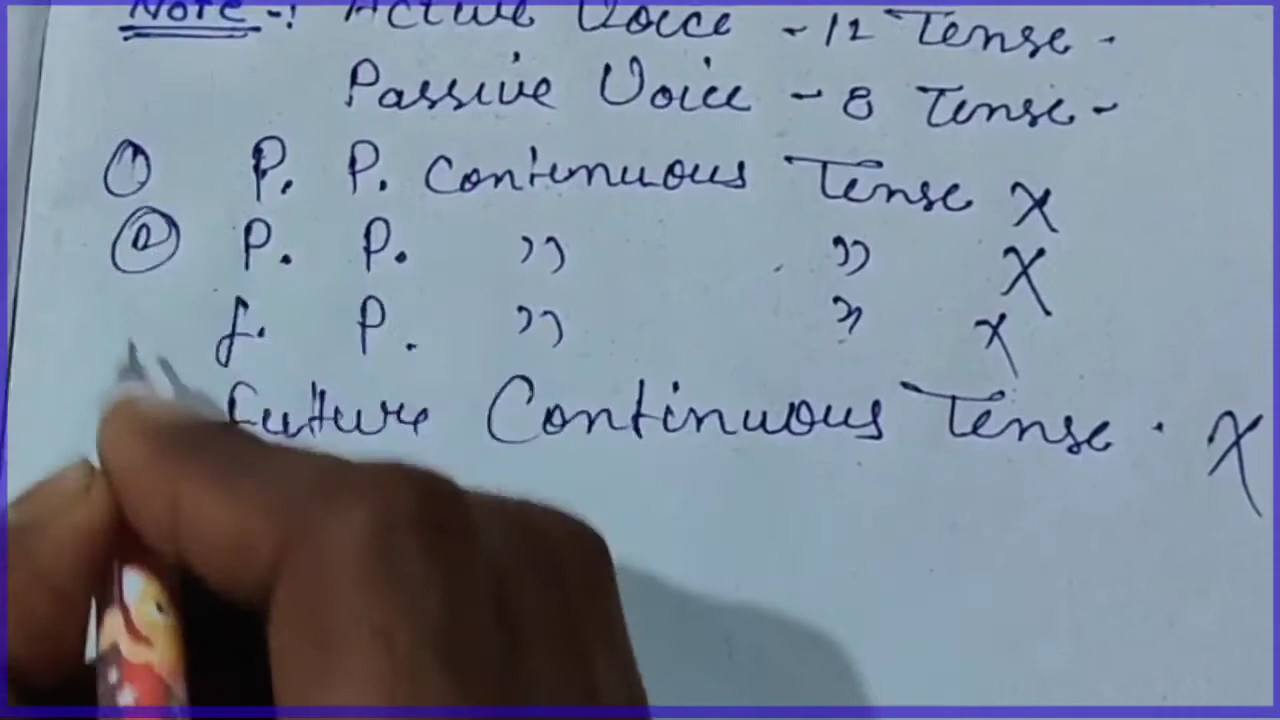 Note -: Active Voice - 12 Tense -
Passive Voice - 8 Tense -
① P. P. Continuous Tense X
② P. P. ,, ,, X
f. P. ,, ,, X
Future Continuous Tense . X